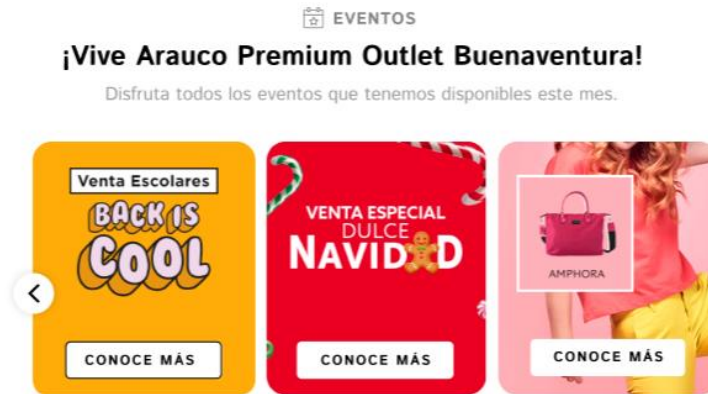 EVENTOS
¡Vive Arauco Premium Outlet Buenaventura!
Disfruta todos los eventos que tenemos disponibles este mes.
Venta Escolares
BACK IS
COOL
CONOCE MÁS
VENTA ESPECIAL
DULCE
NAVIDAD
CONOCE MÁS
AMPHORA
CONOCE MÁS